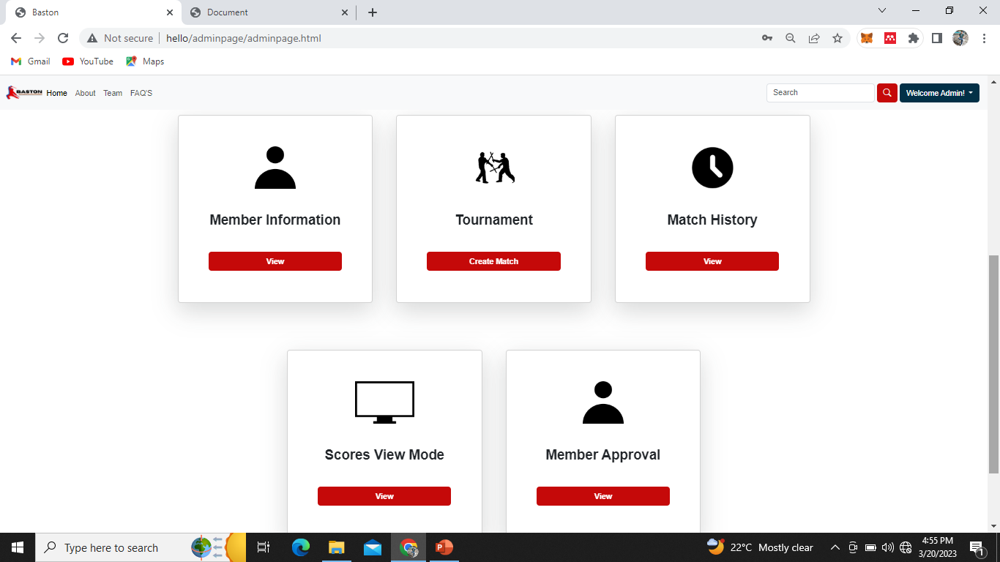 Baston
Document
Not secure hello/adminpage/adminpage.html
Gmail YouTube Maps
BASTON Home About Team FAQ'S Search Welcome Admin!
Member Information
View
Tournament
Create Match
Match History
View
Scores View Mode
View
Member Approval
View
Type here to search
P
22°C Mostly clear
4:55 PM
3/20/2023
1